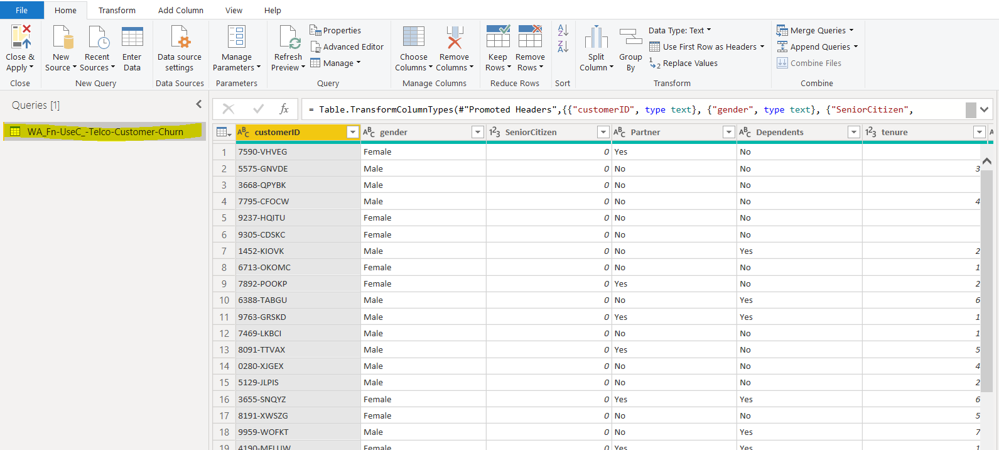 File Home Transform Add Column View Help
Close & Apply
New Source
Recent Sources
Enter Data
Data source settings
Manage Parameters
Refresh Preview
Properties
Advanced Editor
Manage
Choose Columns
Remove Columns
Keep Rows
Remove Rows
Split Column
Group By
Data Type: Text
Use First Row as Headers
Replace Values
Merge Queries
Append Queries
Combine Files
Close New Query Data Sources Parameters Query Manage Columns Reduce Rows Sort Transform Combine
Queries [1]
fx = Table.TransformColumnTypes(#"Promoted Headers",{{"customerID", type text}, {"gender", type text}, {"SeniorCitizen",
WA_Fn-UseC_-Telco-Customer-Churn
ABC customerID ABC gender 123 SeniorCitizen ABC Partner ABC Dependents 123 tenure
1 7590-VHVEG Female 0 Yes No
2 5575-GNVDE Male 0 No No 3
3 3668-QPYBK Male 0 No No
4 7795-CFOCW Male 0 No No 4
5 9237-HQITU Female 0 No No
6 9305-CDSKC Female 0 No No
7 1452-KIOVK Male 0 No Yes 2
8 6713-OKOMC Female 0 No No 1
9 7892-POOKP Female 0 Yes No 2
10 6388-TABGU Male 0 No Yes 6
11 9763-GRSKD Male 0 Yes Yes 1
12 7469-LKBCI Male 0 No No 1
13 8091-TTVAX Male 0 Yes No 5
14 0280-XJGEX Male 0 No No 4
15 5129-JLPIS Male 0 No No 2
16 3655-SNQYZ Female 0 Yes Yes 6
17 8191-XWSZG Female 0 No No 5
18 9959-WOFKT Male 0 No Yes 7
19 Female 0 Yes Yes 1